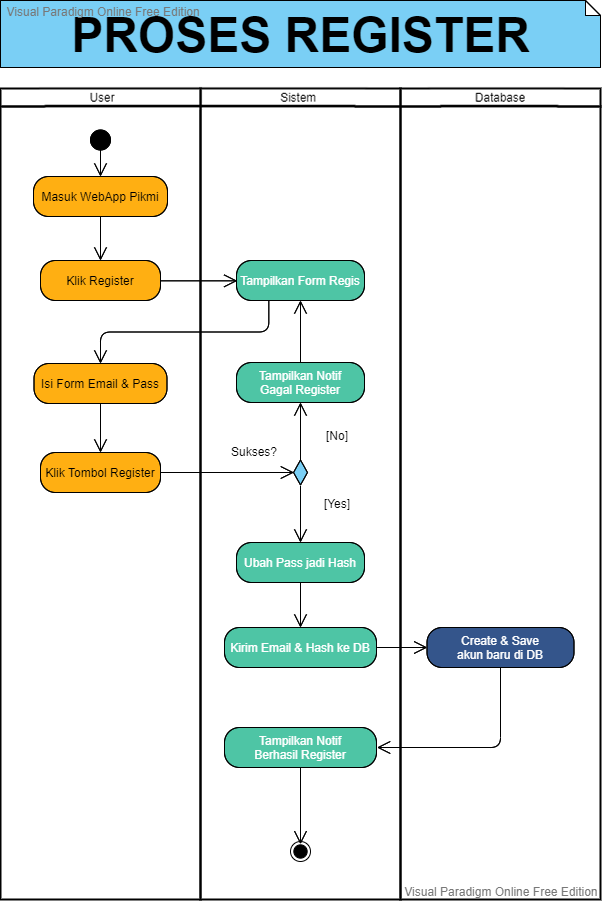 Visual Paradigm Online Free Edition
PROSES REGISTER
User
Sistem
Database
Masuk WebApp Pikmi
Klik Register
Tampilkan Form Regis
Isi Form Email & Pass
Tampilkan Notif
Gagal Register
[No]
Sukses?
Klik Tombol Register
[Yes]
Ubah Pass jadi Hash
Kirim Email & Hash ke DB
Create & Save
akun baru di DB
Tampilkan Notif
Berhasil Register
Visual Paradigm Online Free Edition